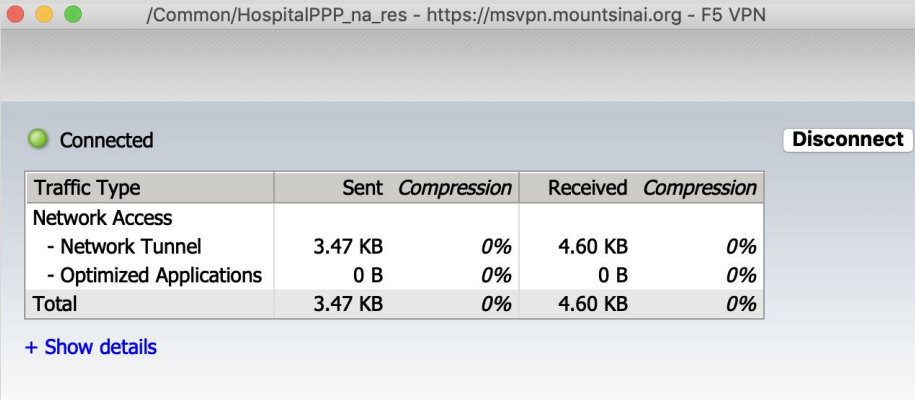 /Common/HospitalPPP_na_res - https://msvpn.mountsinai.org - F5 VPN
Connected
Disconnect
Traffic Type Sent Compression Received Compression
Network Access
- Network Tunnel 3.47 KB 0% 4.60 KB 0%
- Optimized Applications 0 B 0% 0 B 0%
Total 3.47 KB 0% 4.60 KB 0%
+ Show details